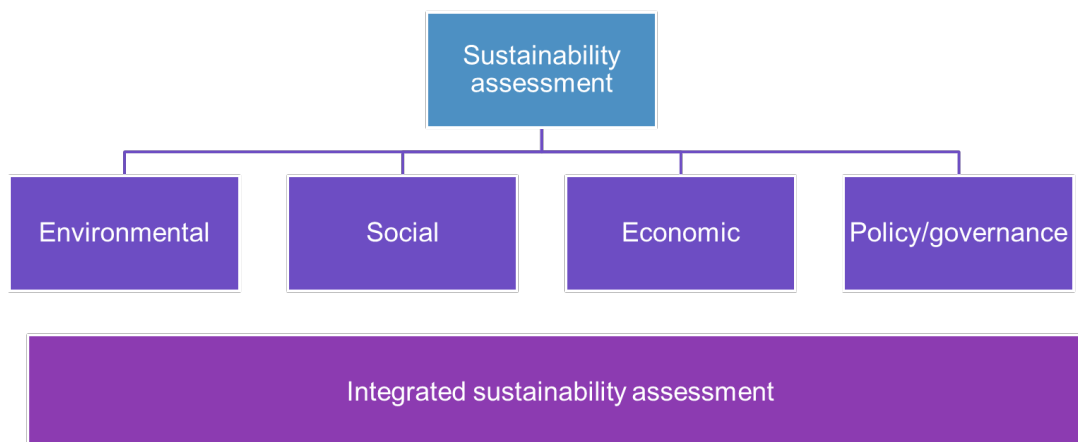 Sustainability
assessment
Environmental
Social
Economic
Policy/governance
Integrated sustainability assessment